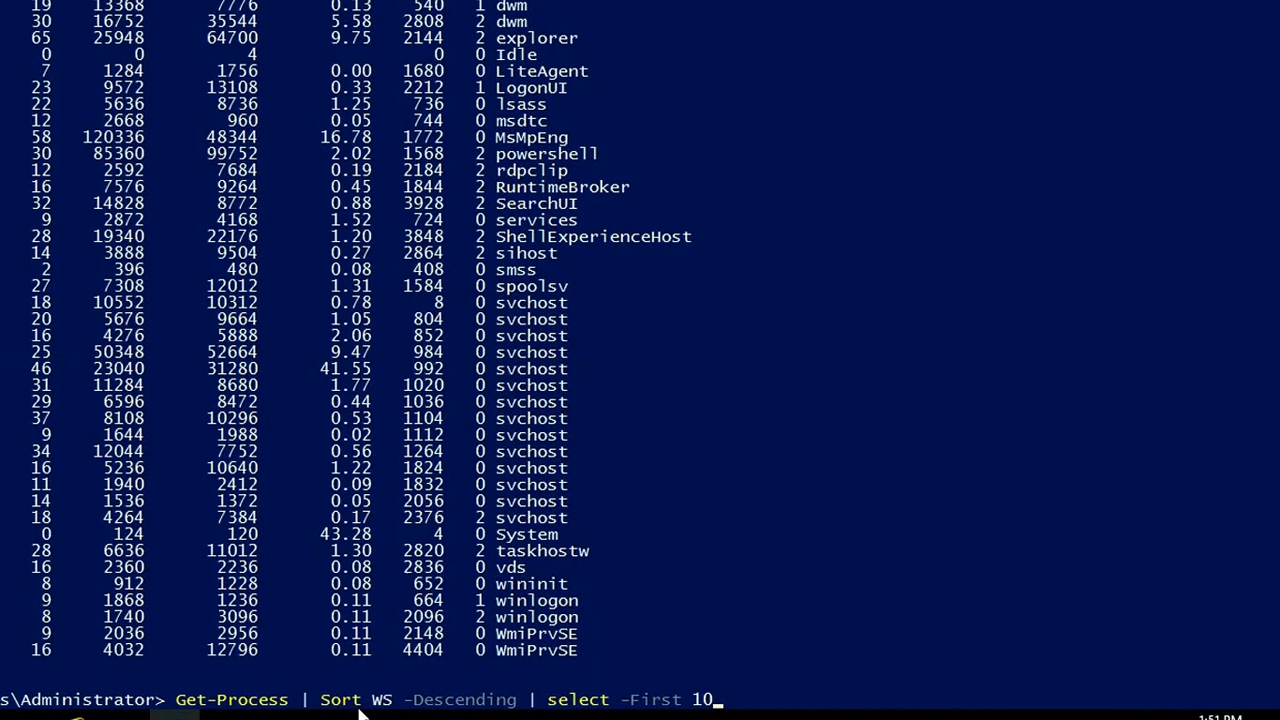 19 13368 7776 0.13 540 1 dwm
30 16752 35544 5.58 2808 2 dwm
65 25948 64700 9.75 2144 2 explorer
0 0 4 0 0 Idle
7 1284 1756 0.00 1680 0 LiteAgent
23 9572 13108 0.33 2212 1 LogonUI
22 5636 8736 1.25 736 0 lsass
12 2668 960 0.05 744 0 msdtc
58 120336 48344 16.78 1772 0 MsMpEng
30 85360 99752 2.02 1568 2 powershell
12 2592 7684 0.19 2184 2 rdpclip
16 7576 9264 0.45 1844 2 RuntimeBroker
32 14828 8772 0.88 3928 2 SearchUI
9 2872 4168 1.52 724 0 services
28 19340 22176 1.20 3848 2 ShellExperienceHost
14 3888 9504 0.27 2864 2 sihost
2 396 480 0.08 408 0 smss
27 7308 12012 1.31 1584 0 spoolsv
18 10552 10312 0.78 8 0 svchost
20 5676 9664 1.05 804 0 svchost
16 4276 5888 2.06 852 0 svchost
25 50348 52664 9.47 984 0 svchost
46 23040 31280 41.55 992 0 svchost
31 11284 8680 1.77 1020 0 svchost
29 6596 8472 0.44 1036 0 svchost
37 8108 10296 0.53 1104 0 svchost
9 1644 1988 0.02 1112 0 svchost
34 12044 7752 0.56 1264 0 svchost
16 5236 10640 1.22 1824 0 svchost
11 1940 2412 0.09 1832 0 svchost
14 1536 1372 0.05 2056 0 svchost
18 4264 7384 0.17 2376 2 svchost
0 124 120 43.28 4 0 System
28 6636 11012 1.30 2820 2 taskhostw
16 2360 2236 0.08 2836 0 vds
8 912 1228 0.08 652 0 wininit
9 1868 1236 0.11 664 1 winlogon
8 1740 3096 0.11 2096 2 winlogon
9 2036 2956 0.11 2148 0 WmiPrvSE
16 4032 12796 0.11 4404 0 WmiPrvSE
s\Administrator> Get-Process | Sort WS -Descending | select -First 10_
1:51 PM